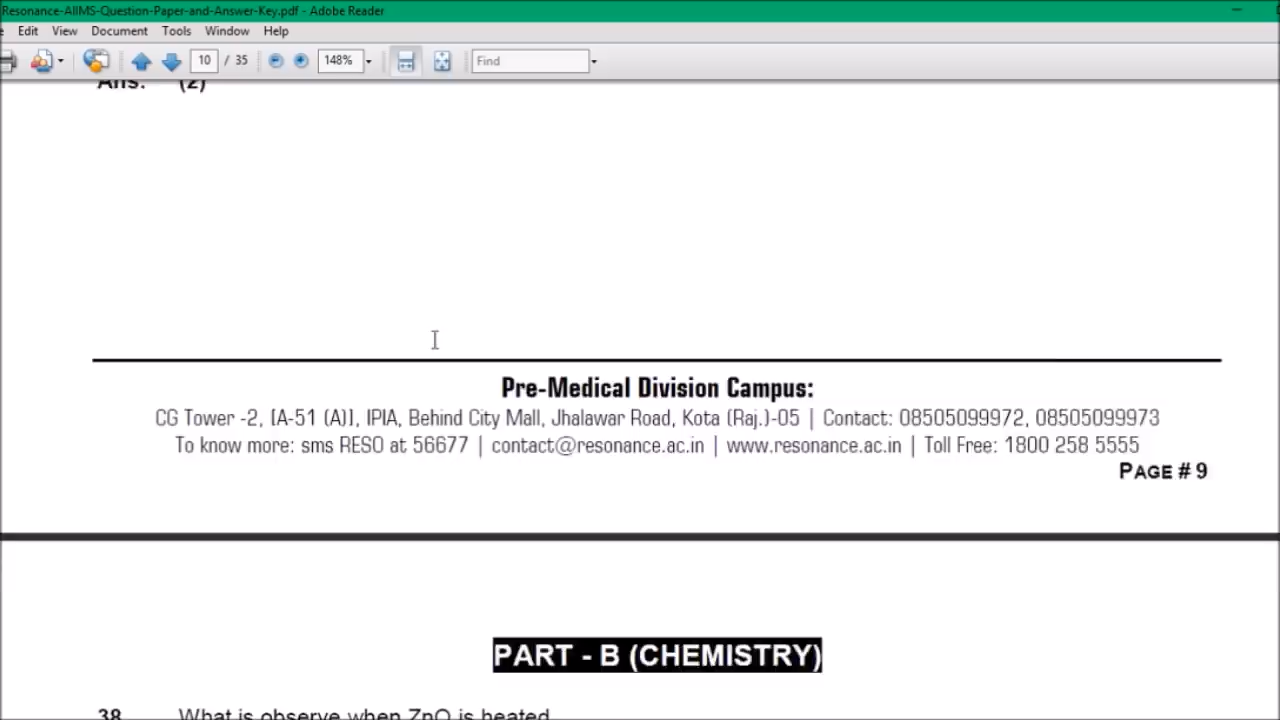 Resonance-AIIMS-Question-Paper-and-Answer-Key.pdf - Adobe Reader
Edit View Document Tools Window Help
10 / 35 148% Find
Ans. (2)
Pre-Medical Division Campus:
CG Tower -2, [A-51 (A)], IPIA, Behind City Mall, Jhalawar Road, Kota (Raj.)-05 | Contact: 08505099972, 08505099973
To know more: sms RESO at 56677 | contact@resonance.ac.in | www.resonance.ac.in | Toll Free: 1800 258 5555
PAGE # 9
PART - B (CHEMISTRY)
38 What is observe when ZnO is heated